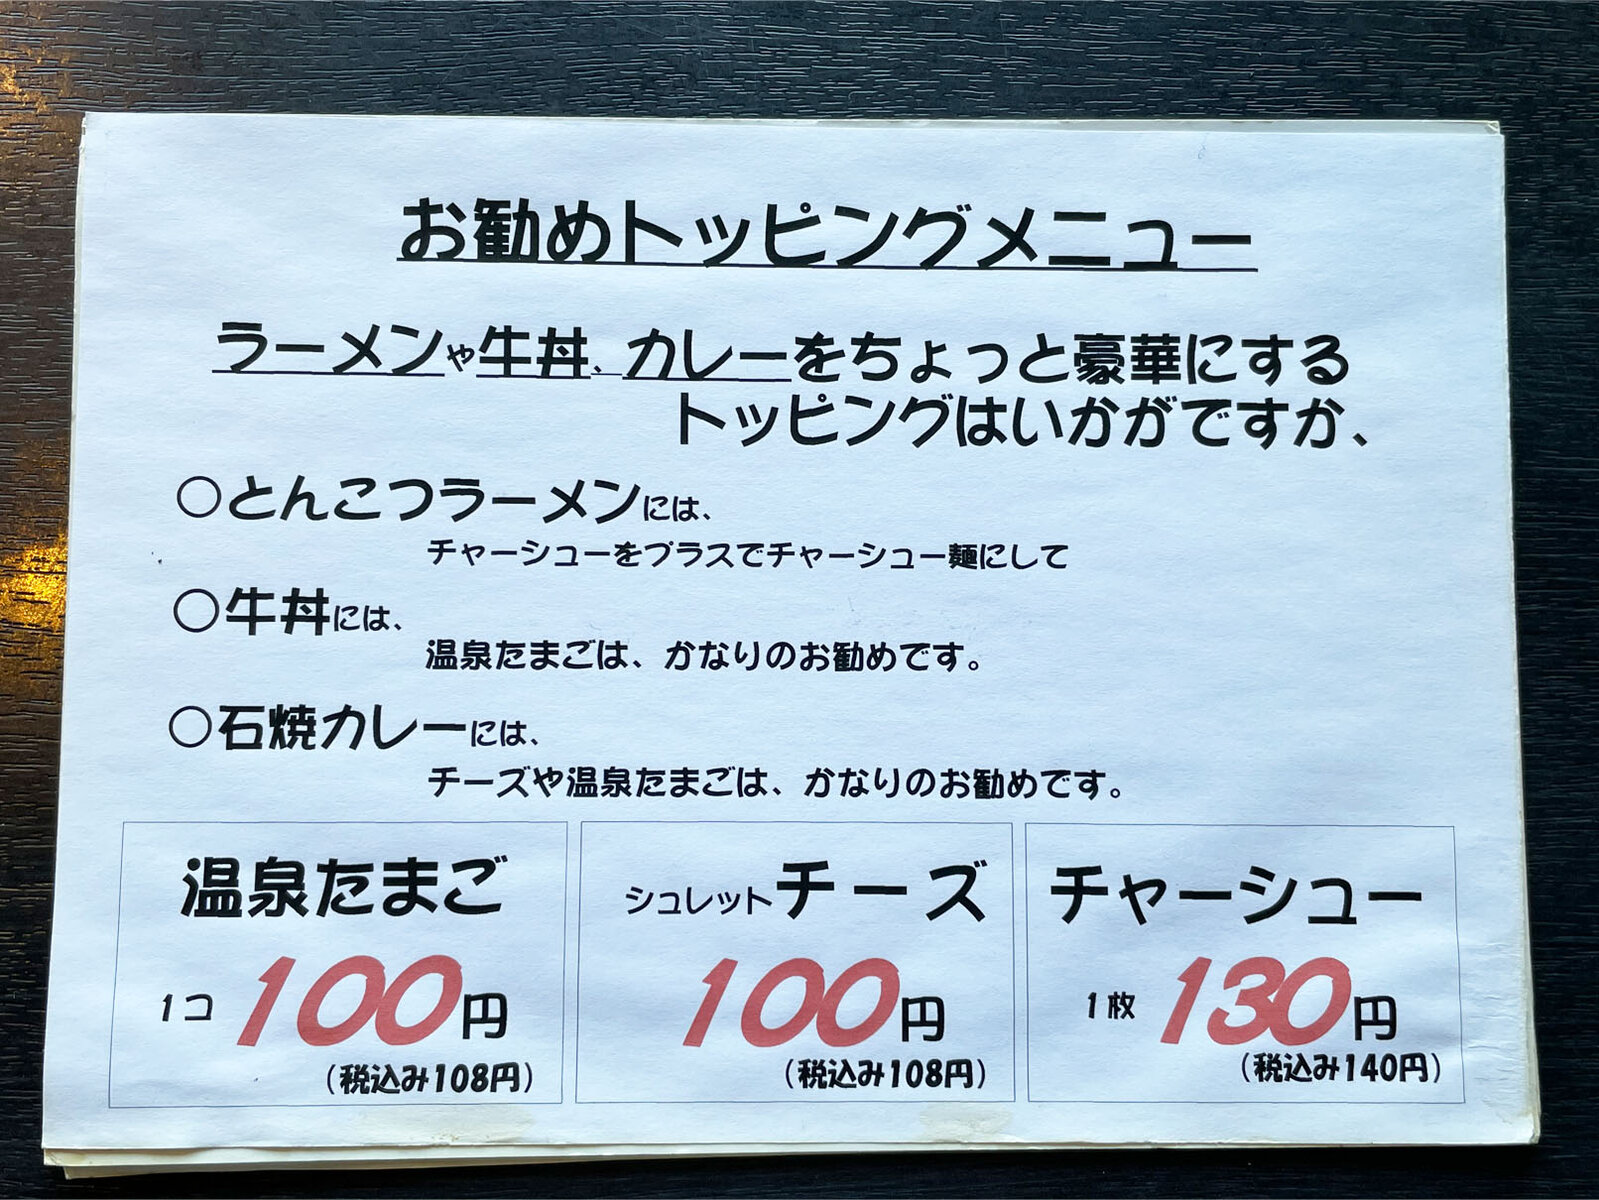 お勧めトッピングメニュー
ラーメンや牛丼、カレーをちょっと豪華にする
トッピングはいかがですか、
○とんこつラーメンには、
チャーシューをプラスでチャーシュー麺にして
○牛丼には、
温泉たまごは、かなりのお勧めです。
○石焼カレーには、
チーズや温泉たまごは、かなりのお勧めです。
温泉たまご
1コ 100円
(税込み108円)
シュレットチーズ
100円
(税込み108円)
チャーシュー
1枚 130円
(税込み140円)